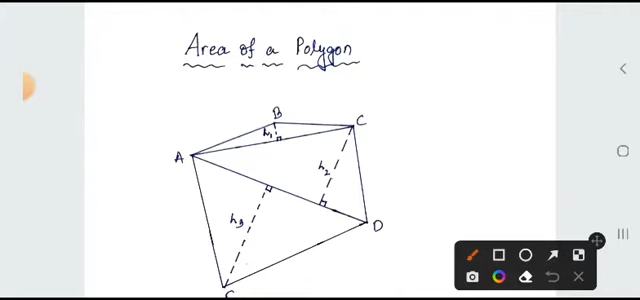 Area of a Polygon
B
C
h₁
A
h₂
h₃
D